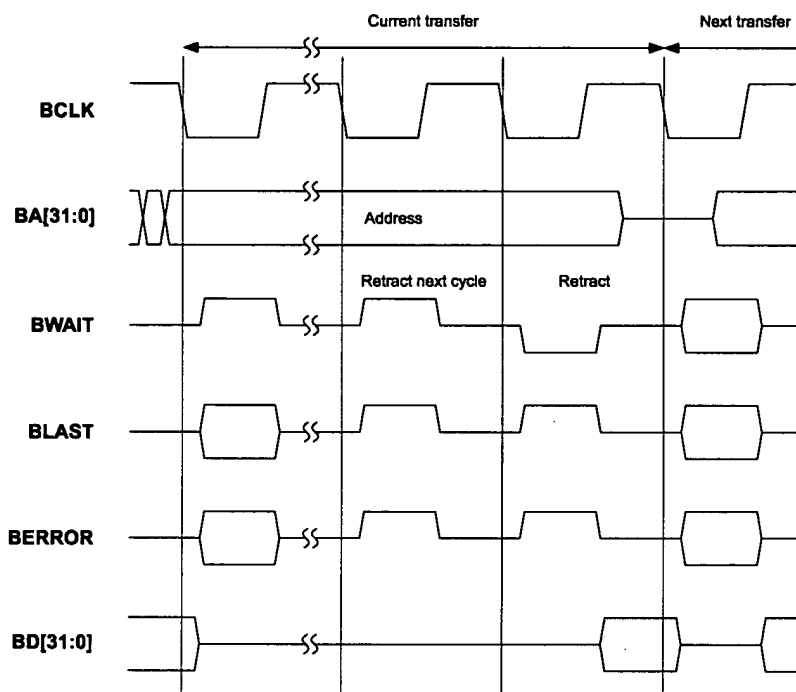 Current transfer
Next transfer
BCLK
BA[31:0]
Address
Retract next cycle
Retract
BWAIT
BLAST
BERROR
BD[31:0]